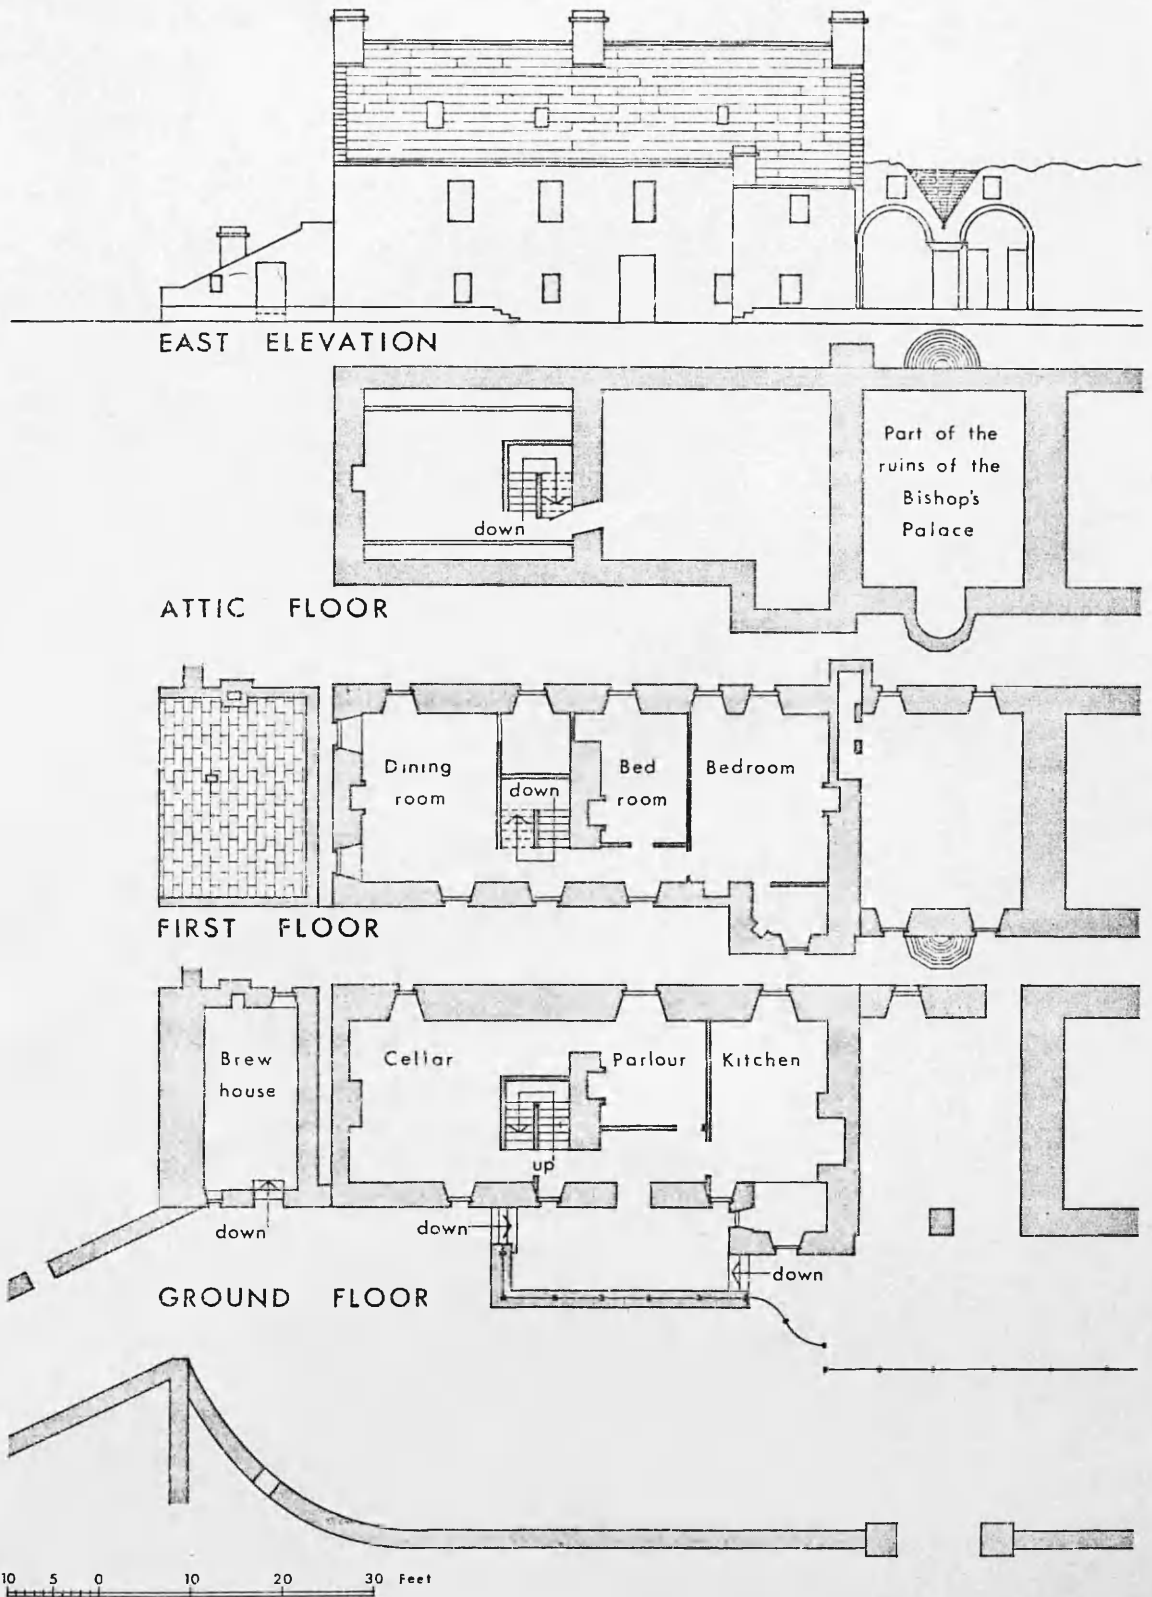 EAST ELEVATION
Part of the
ruins of the
Bishop's
Palace
down
ATTIC FLOOR
Dining
room
down
Bed
room
Bedroom
FIRST FLOOR
Brew
house
Cellar
Parlour
Kitchen
up
down
down
down
GROUND FLOOR
10 5 0 10 20 30 Feet